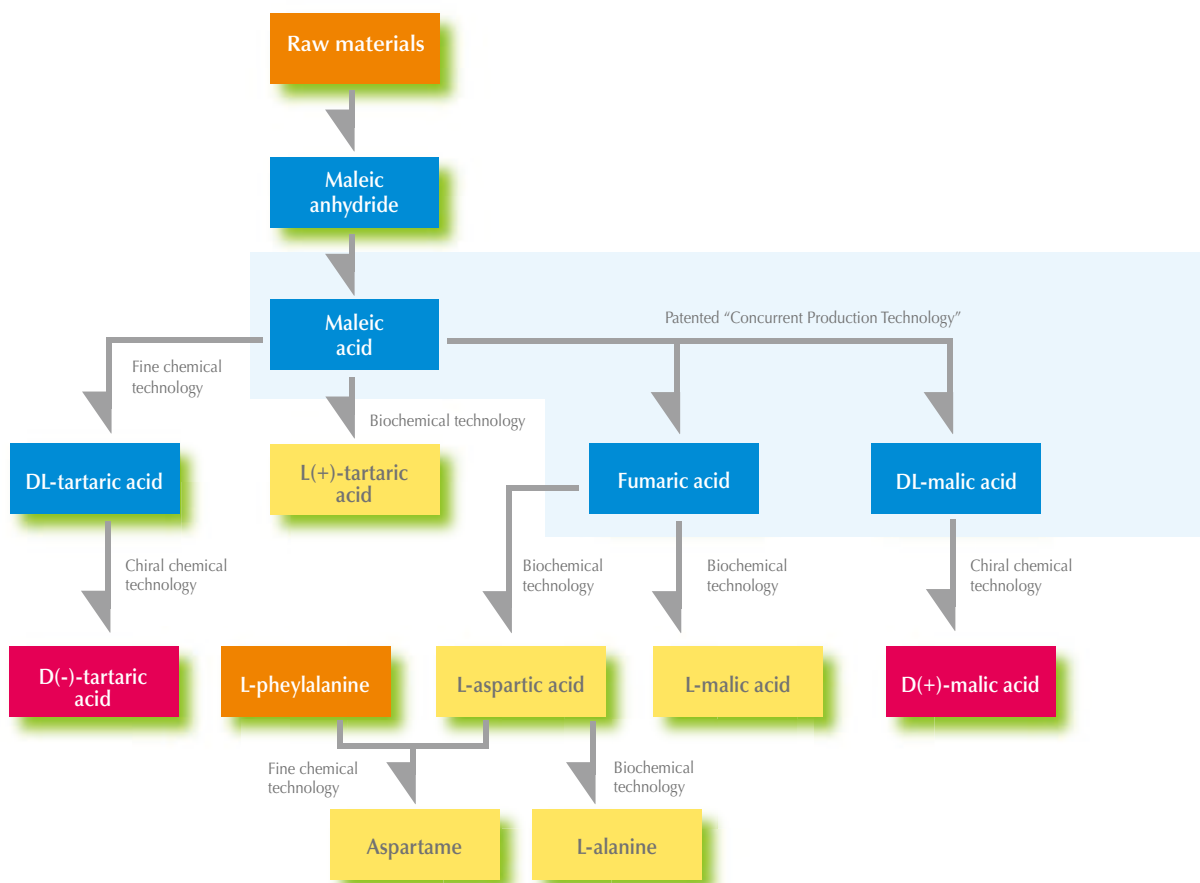 Raw materials
Maleic
anhydride
Maleic
acid
Patented “Concurrent Production Technology”
Fine chemical
technology
Biochemical technology
DL-tartaric acid
L(+)-tartaric
acid
Fumaric acid
DL-malic acid
Chiral chemical
technology
Biochemical
technology
Biochemical
technology
Chiral chemical
technology
D(-)-tartaric
acid
L-pheylalanine
L-aspartic acid
L-malic acid
D(+)-malic acid
Fine chemical
technology
Biochemical
technology
Aspartame
L-alanine